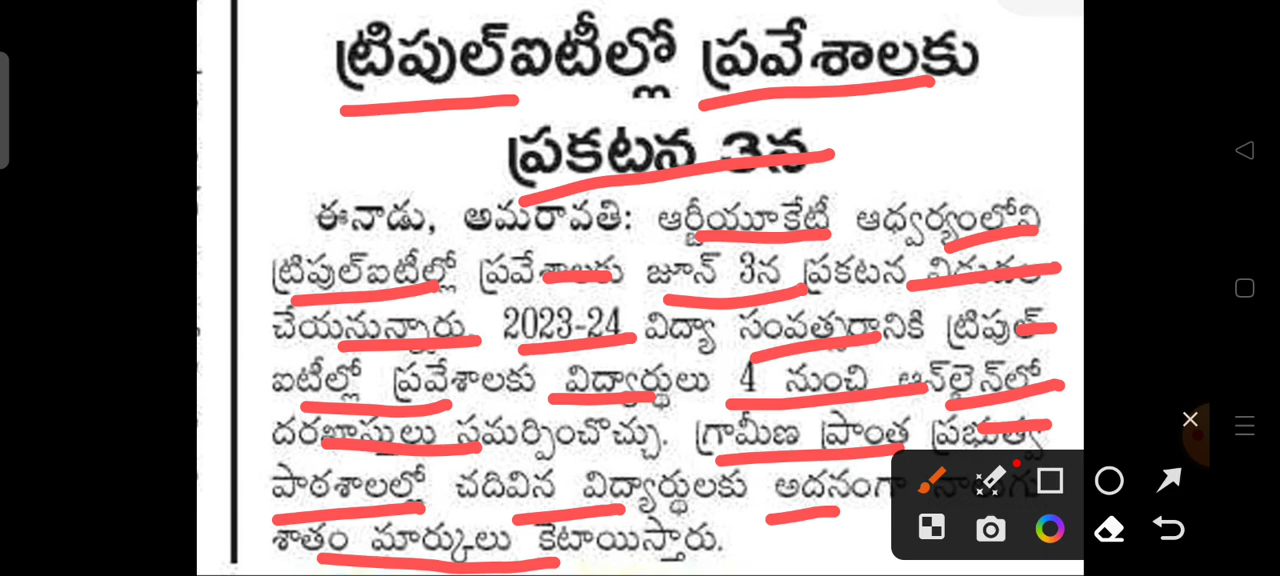 ట్రిపుల్ఐటీల్లో ప్రవేశాలకు
ప్రకటన 3న
ఈనాడు, అమరావతి: ఆర్జీయూకేటీ ఆధ్వర్యంలోని
ట్రిపుల్ఐటీల్లో ప్రవేశాలకు జూన్ 3న ప్రకటన విడుదల
చేయనున్నారు. 2023-24 విద్యా సంవత్సరానికి ట్రిపుల్
ఐటీల్లో ప్రవేశాలకు విద్యార్థులు 4 నుంచి ఆన్‌లైన్‌లో
దరఖాస్తులు సమర్పించొచ్చు. గ్రామీణ ప్రాంత ప్రభుత్వ
పాఠశాలల్లో చదివిన విద్యార్థులకు అదనంగా
శాతం మార్కులు కేటాయిస్తారు.